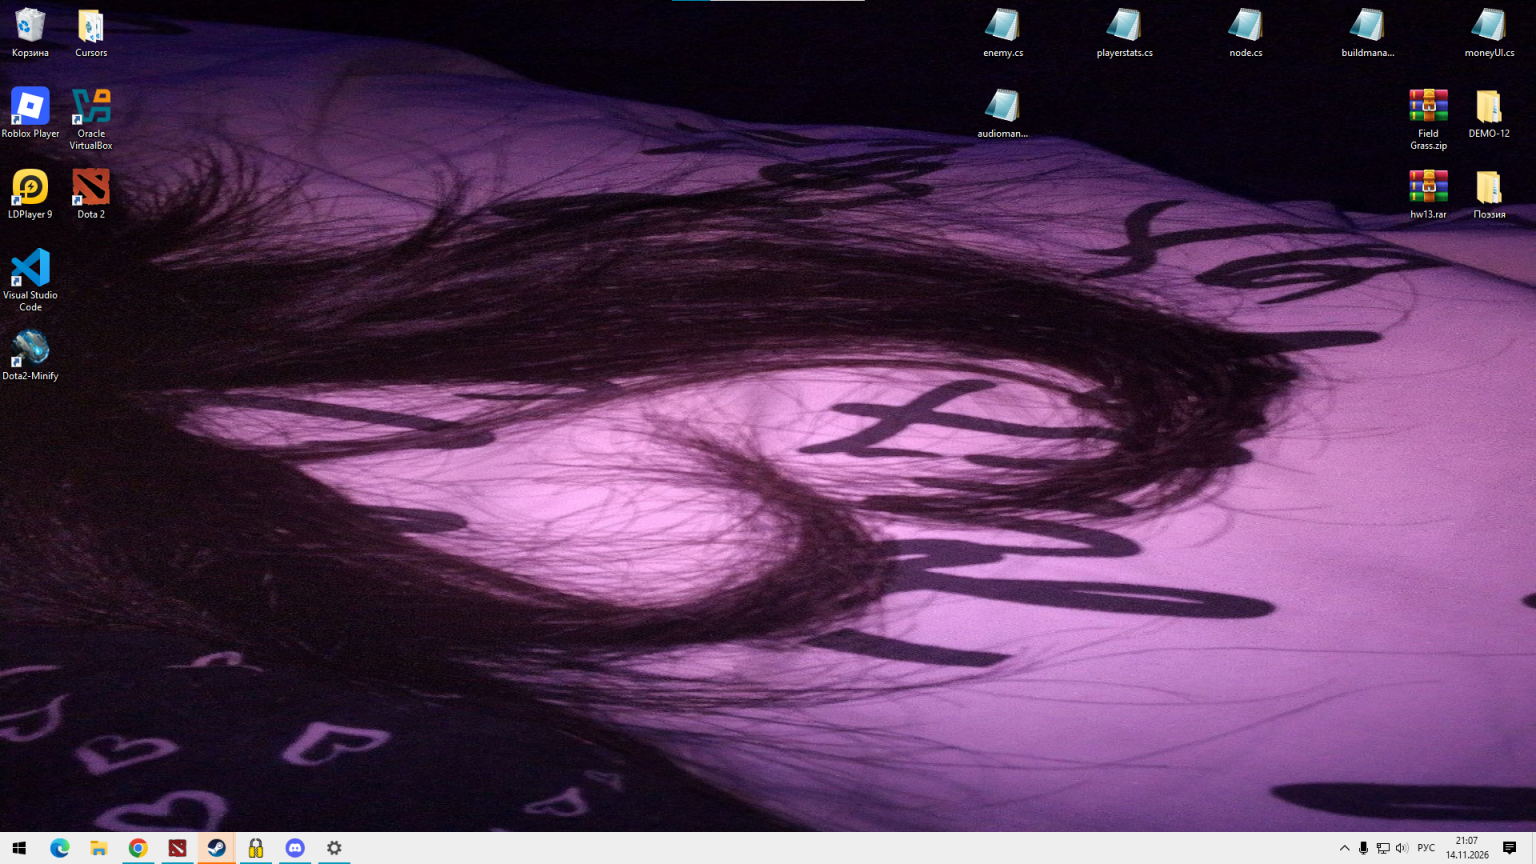 Корзина
Cursors
enemy.cs
playerstats.cs
node.cs
buildmana...
moneyUI.cs
Roblox Player
Oracle
VirtualBox
audioman...
Field
Grass.zip
DEMO-12
LDPlayer 9
Dota 2
hw13.rar
Поэзия
Visual Studio
Code
Dota2-Minify
РУС
21:07
14.11.2026